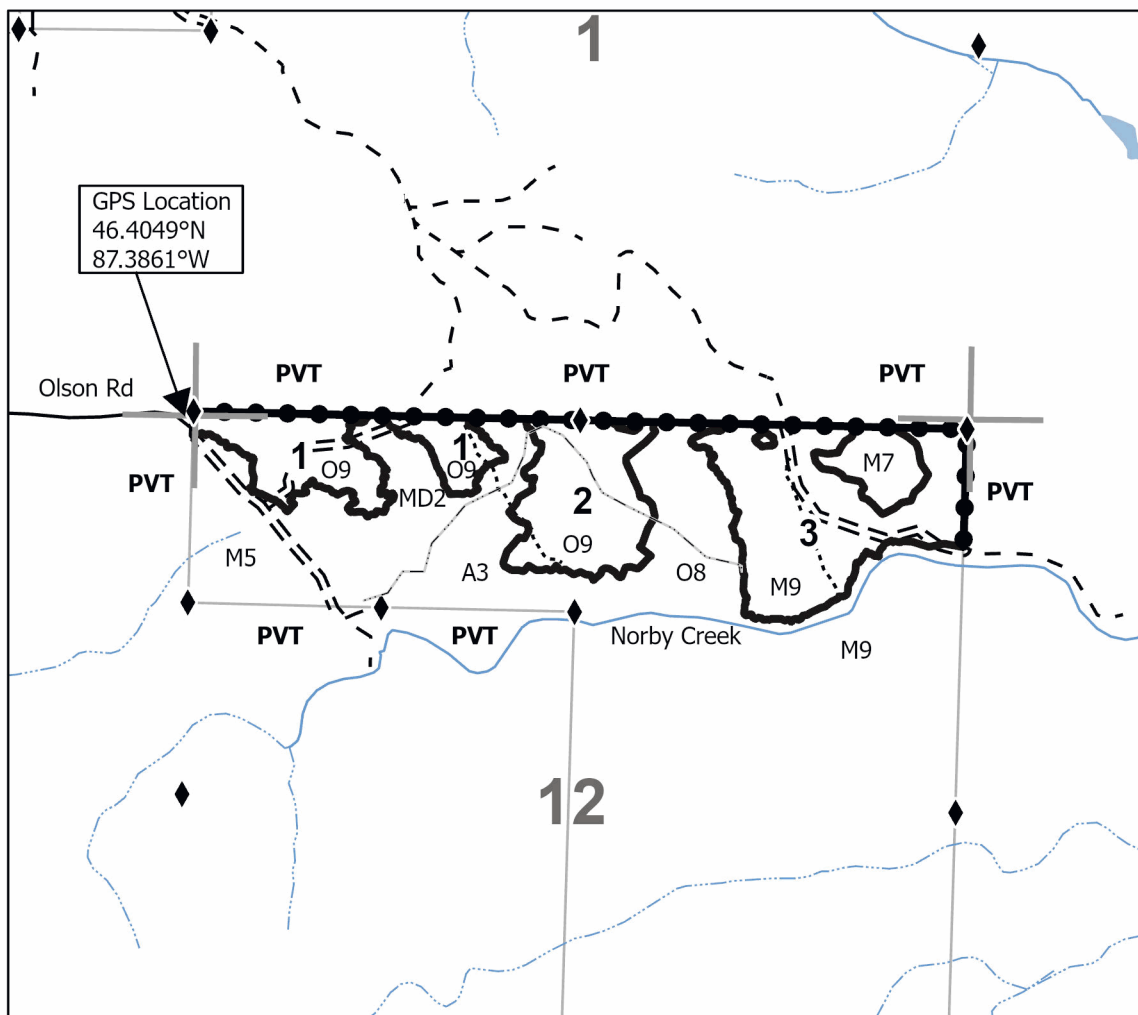 1
GPS Location
46.4049°N
87.3861°W
Olson Rd
PVT
PVT
PVT
PVT
PVT
1
O9
1
O9
MD2
2
O9
M7
3
M5
A3
O8
M9
PVT
PVT
Norby Creek
M9
12